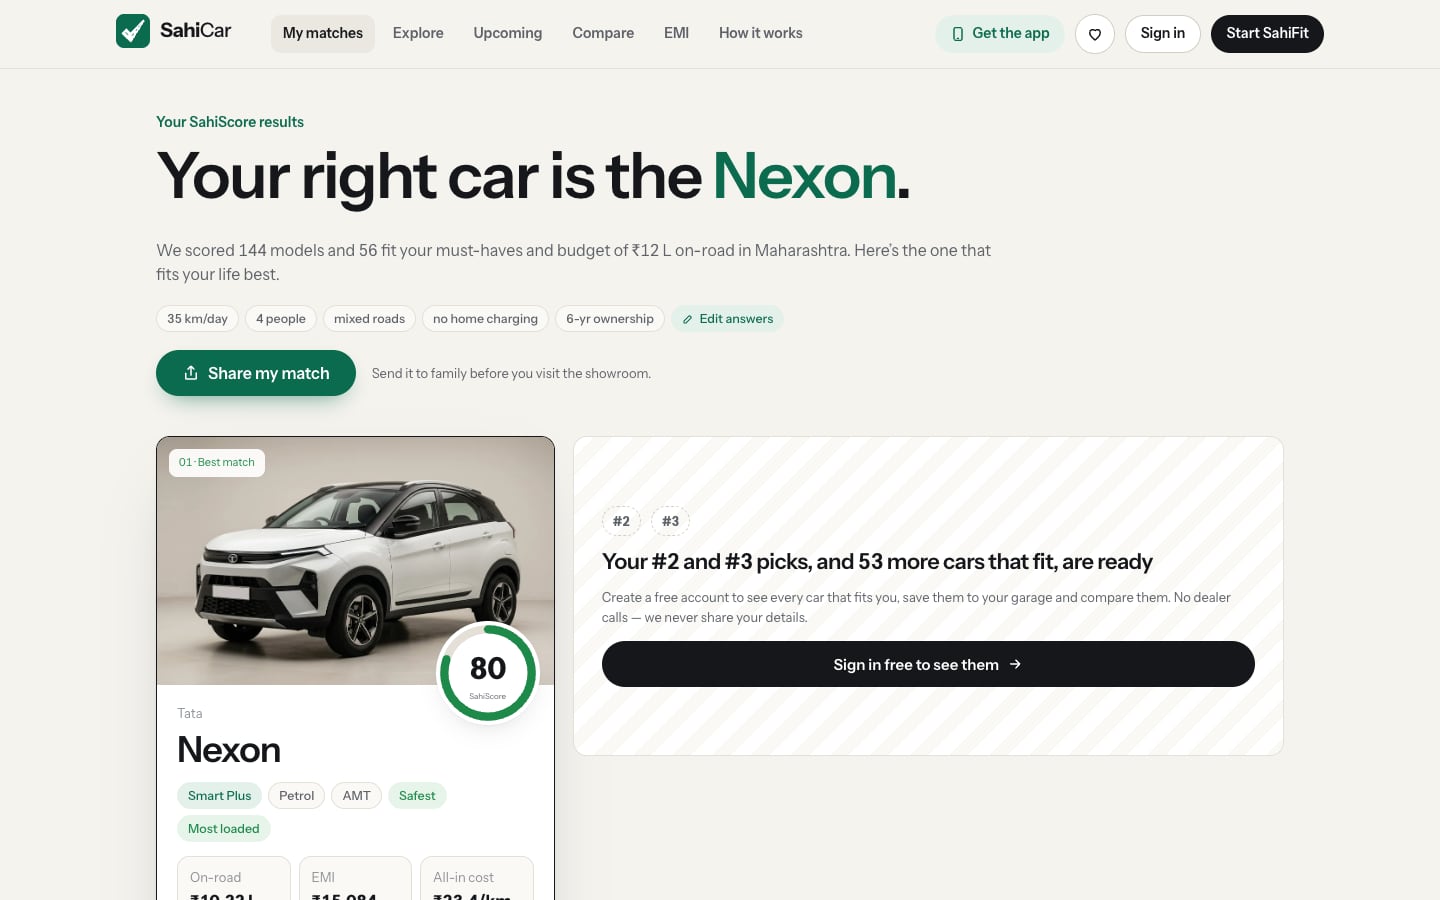 SahiCar
My matches
Explore
Upcoming
Compare
EMI
How it works
Get the app
Sign in
Start SahiFit
Your SahiScore results
Your right car is the Nexon.
We scored 144 models and 56 fit your must-haves and budget of ₹12 L on-road in Maharashtra. Here's the one that
fits your life best.
35 km/day
4 people
mixed roads
no home charging
6-yr ownership
Edit answers
Share my match
Send it to family before you visit the showroom.
01 · Best match
80
SahiScore
Tata
Nexon
Smart Plus
Petrol
AMT
Safest
Most loaded
On-road
EMI
All-in cost
#2
#3
Your #2 and #3 picks, and 53 more cars that fit, are ready
Create a free account to see every car that fits you, save them to your garage and compare them. No dealer
calls — we never share your details.
Sign in free to see them →